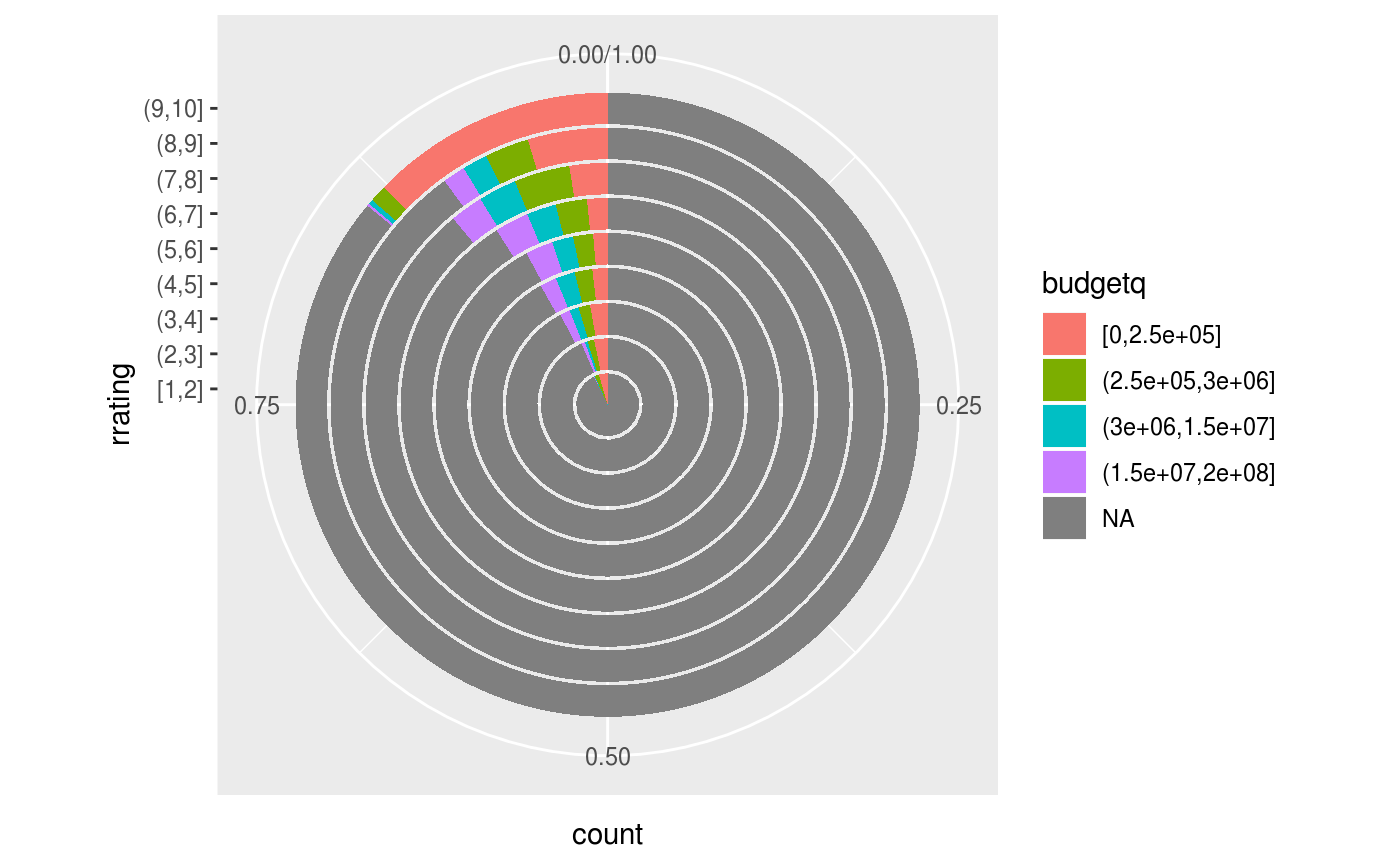 0.00/1.00
(9,10]
(8,9]
(7,8]
(6,7]
(5,6]
(4,5]
(3,4]
(2,3]
[1,2]
rrating
0.75
0.25
0.50
count
budgetq
[0,2.5e+05]
(2.5e+05,3e+06]
(3e+06,1.5e+07]
(1.5e+07,2e+08]
NA